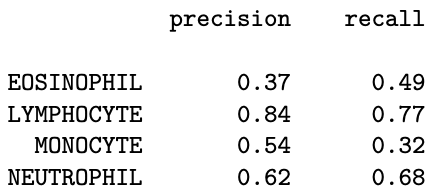 precision recall
EOSINOPHIL 0.37 0.49
LYMPHOCYTE 0.84 0.77
MONOCYTE 0.54 0.32
NEUTROPHIL 0.62 0.68